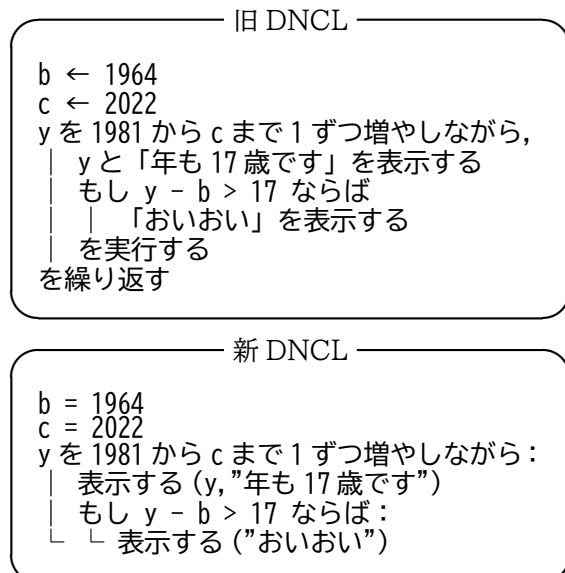 旧 DNCL
b ← 1964
c ← 2022
y を 1981 から c まで 1 ずつ増やしながら,
│ y と「年も 17 歳です」を表示する
│ もし y - b > 17 ならば
│ │ 「おいおい」を表示する
│ を実行する
を繰り返す
新 DNCL
b = 1964
c = 2022
y を 1981 から c まで 1 ずつ増やしながら：
│ 表示する (y,”年も 17 歳です”)
│ もし y - b > 17 ならば：
└ └ 表示する (”おいおい”)